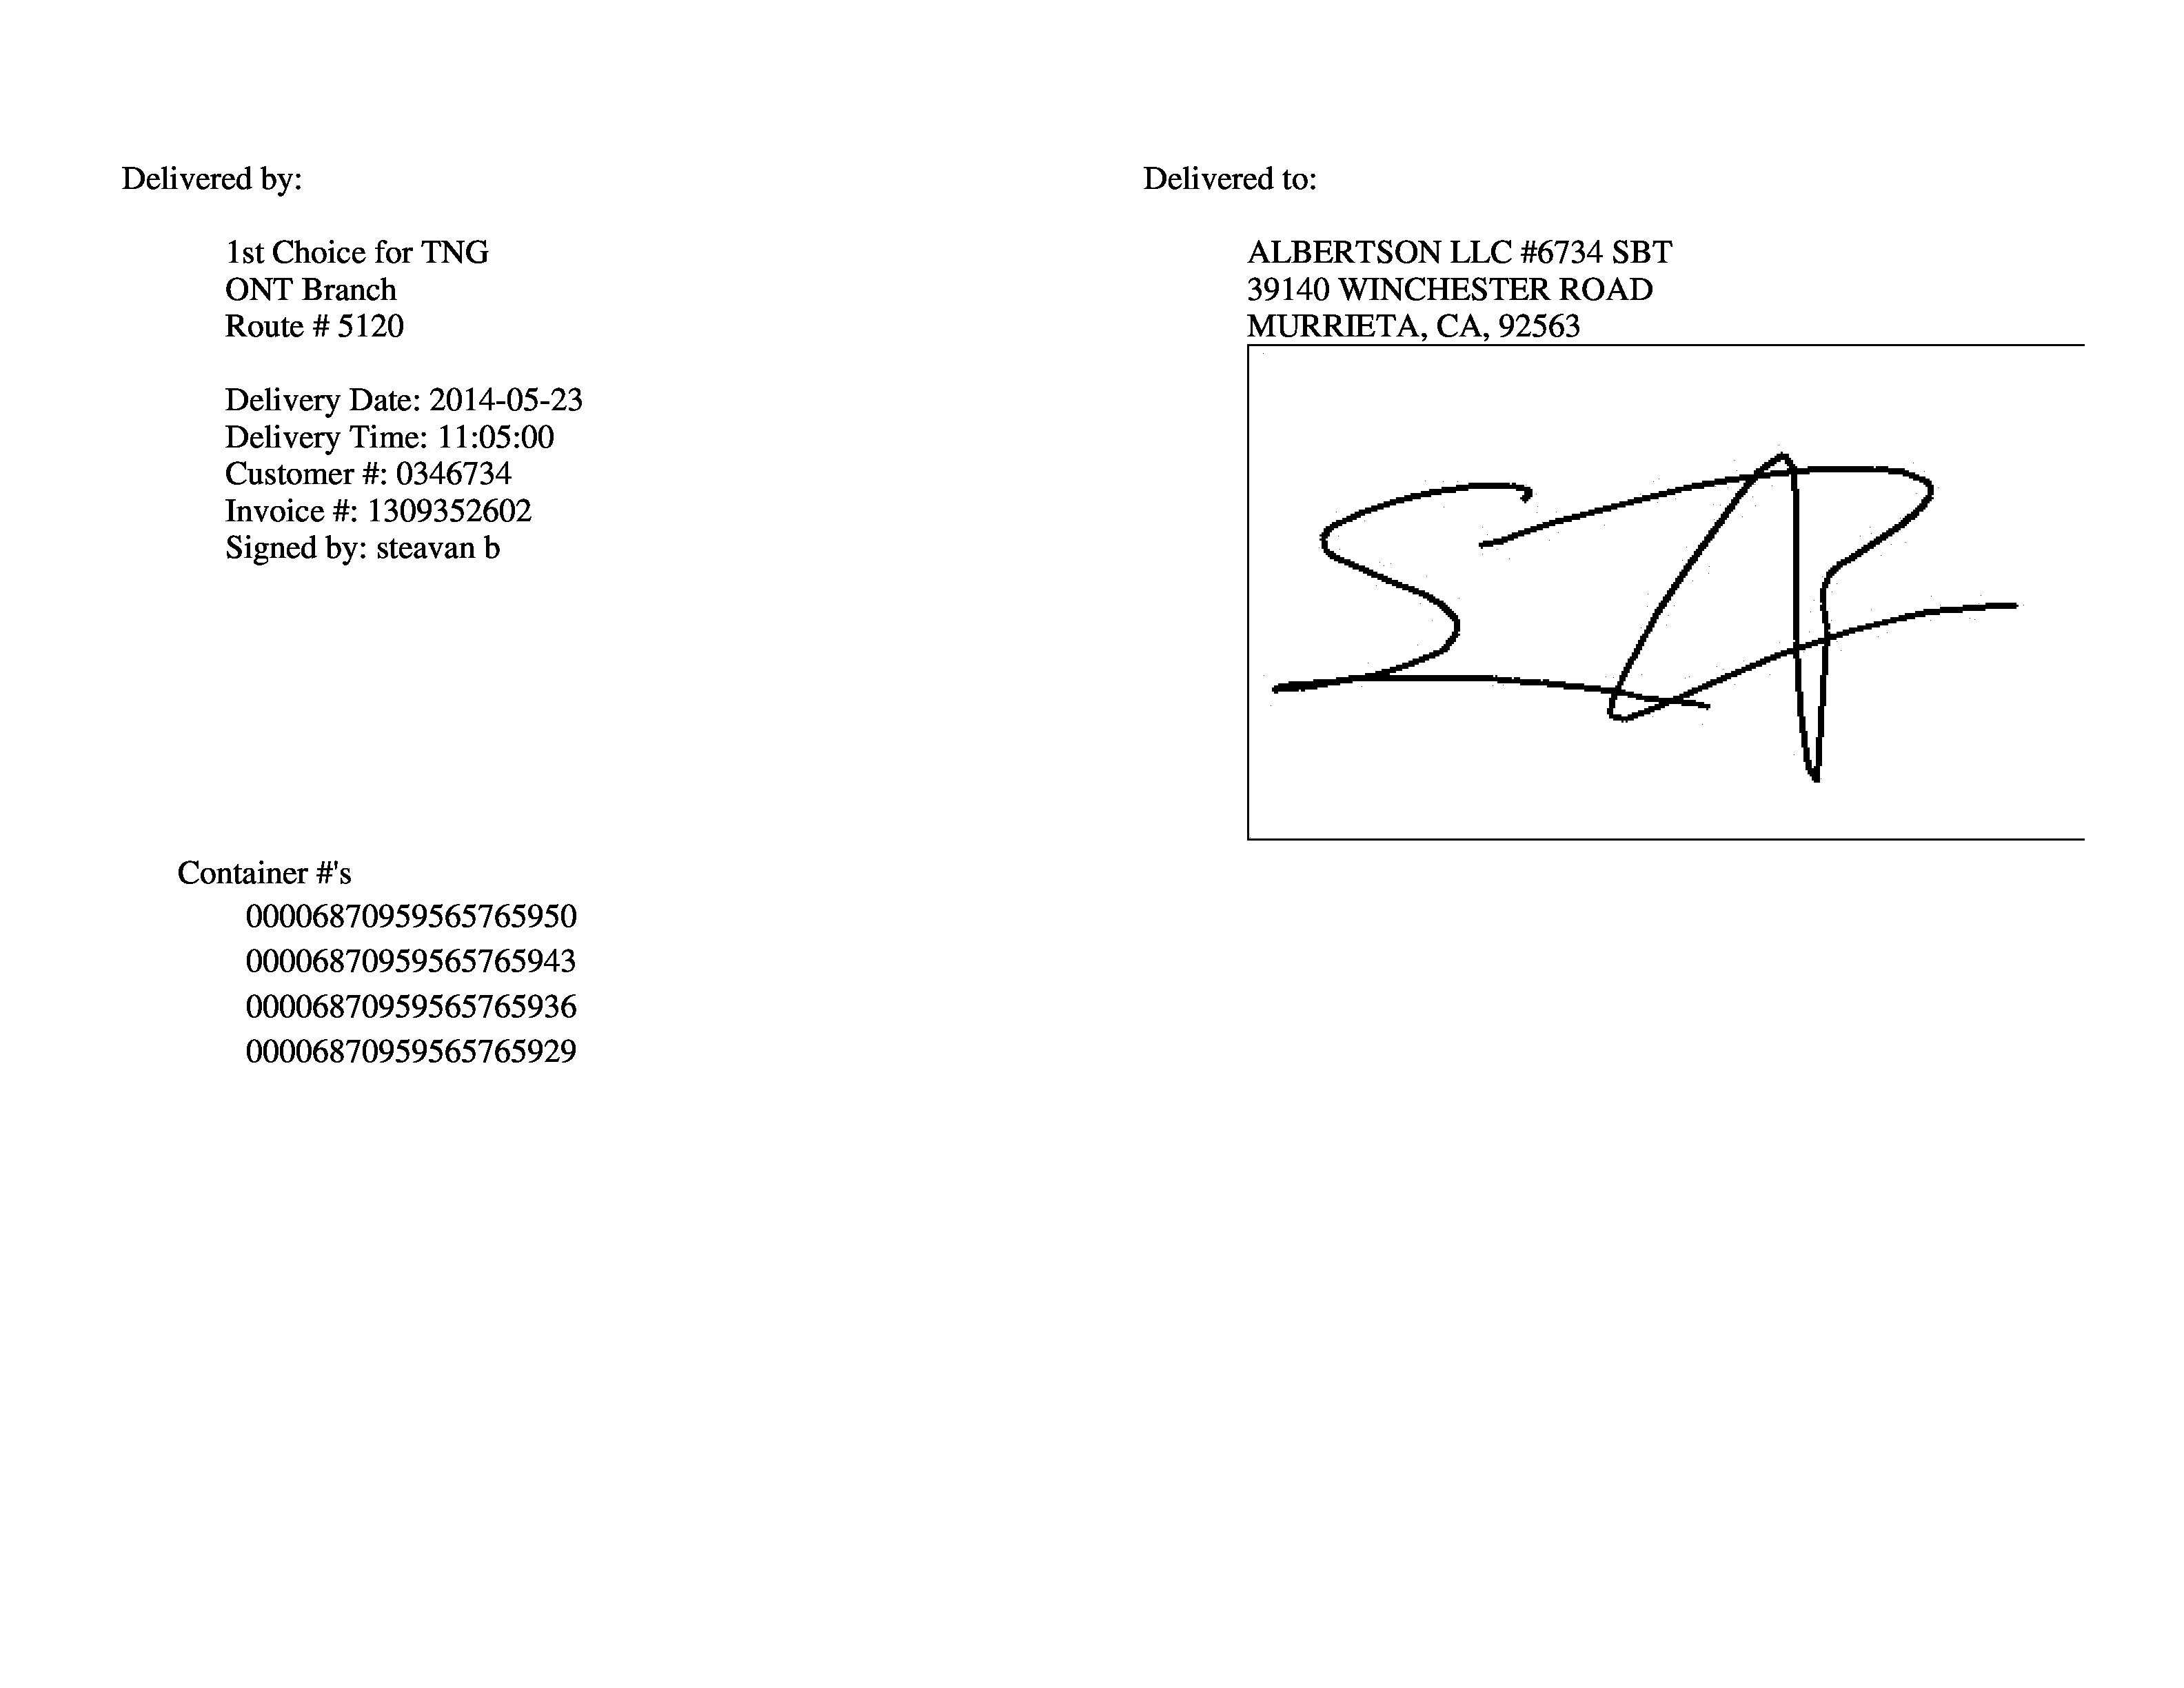 Delivered by:
1st Choice for TNG
ONT Branch
Route # 5120
Delivery Date: 2014-05-23
Delivery Time: 11:05:00
Customer #: 0346734
Invoice #: 1309352602
Signed by: steavan b
Delivered to:
ALBERTSON LLC #6734 SBT
39140 WINCHESTER ROAD
MURRIETA, CA, 92563
Container #'s
00006870959565765950
00006870959565765943
00006870959565765936
00006870959565765929